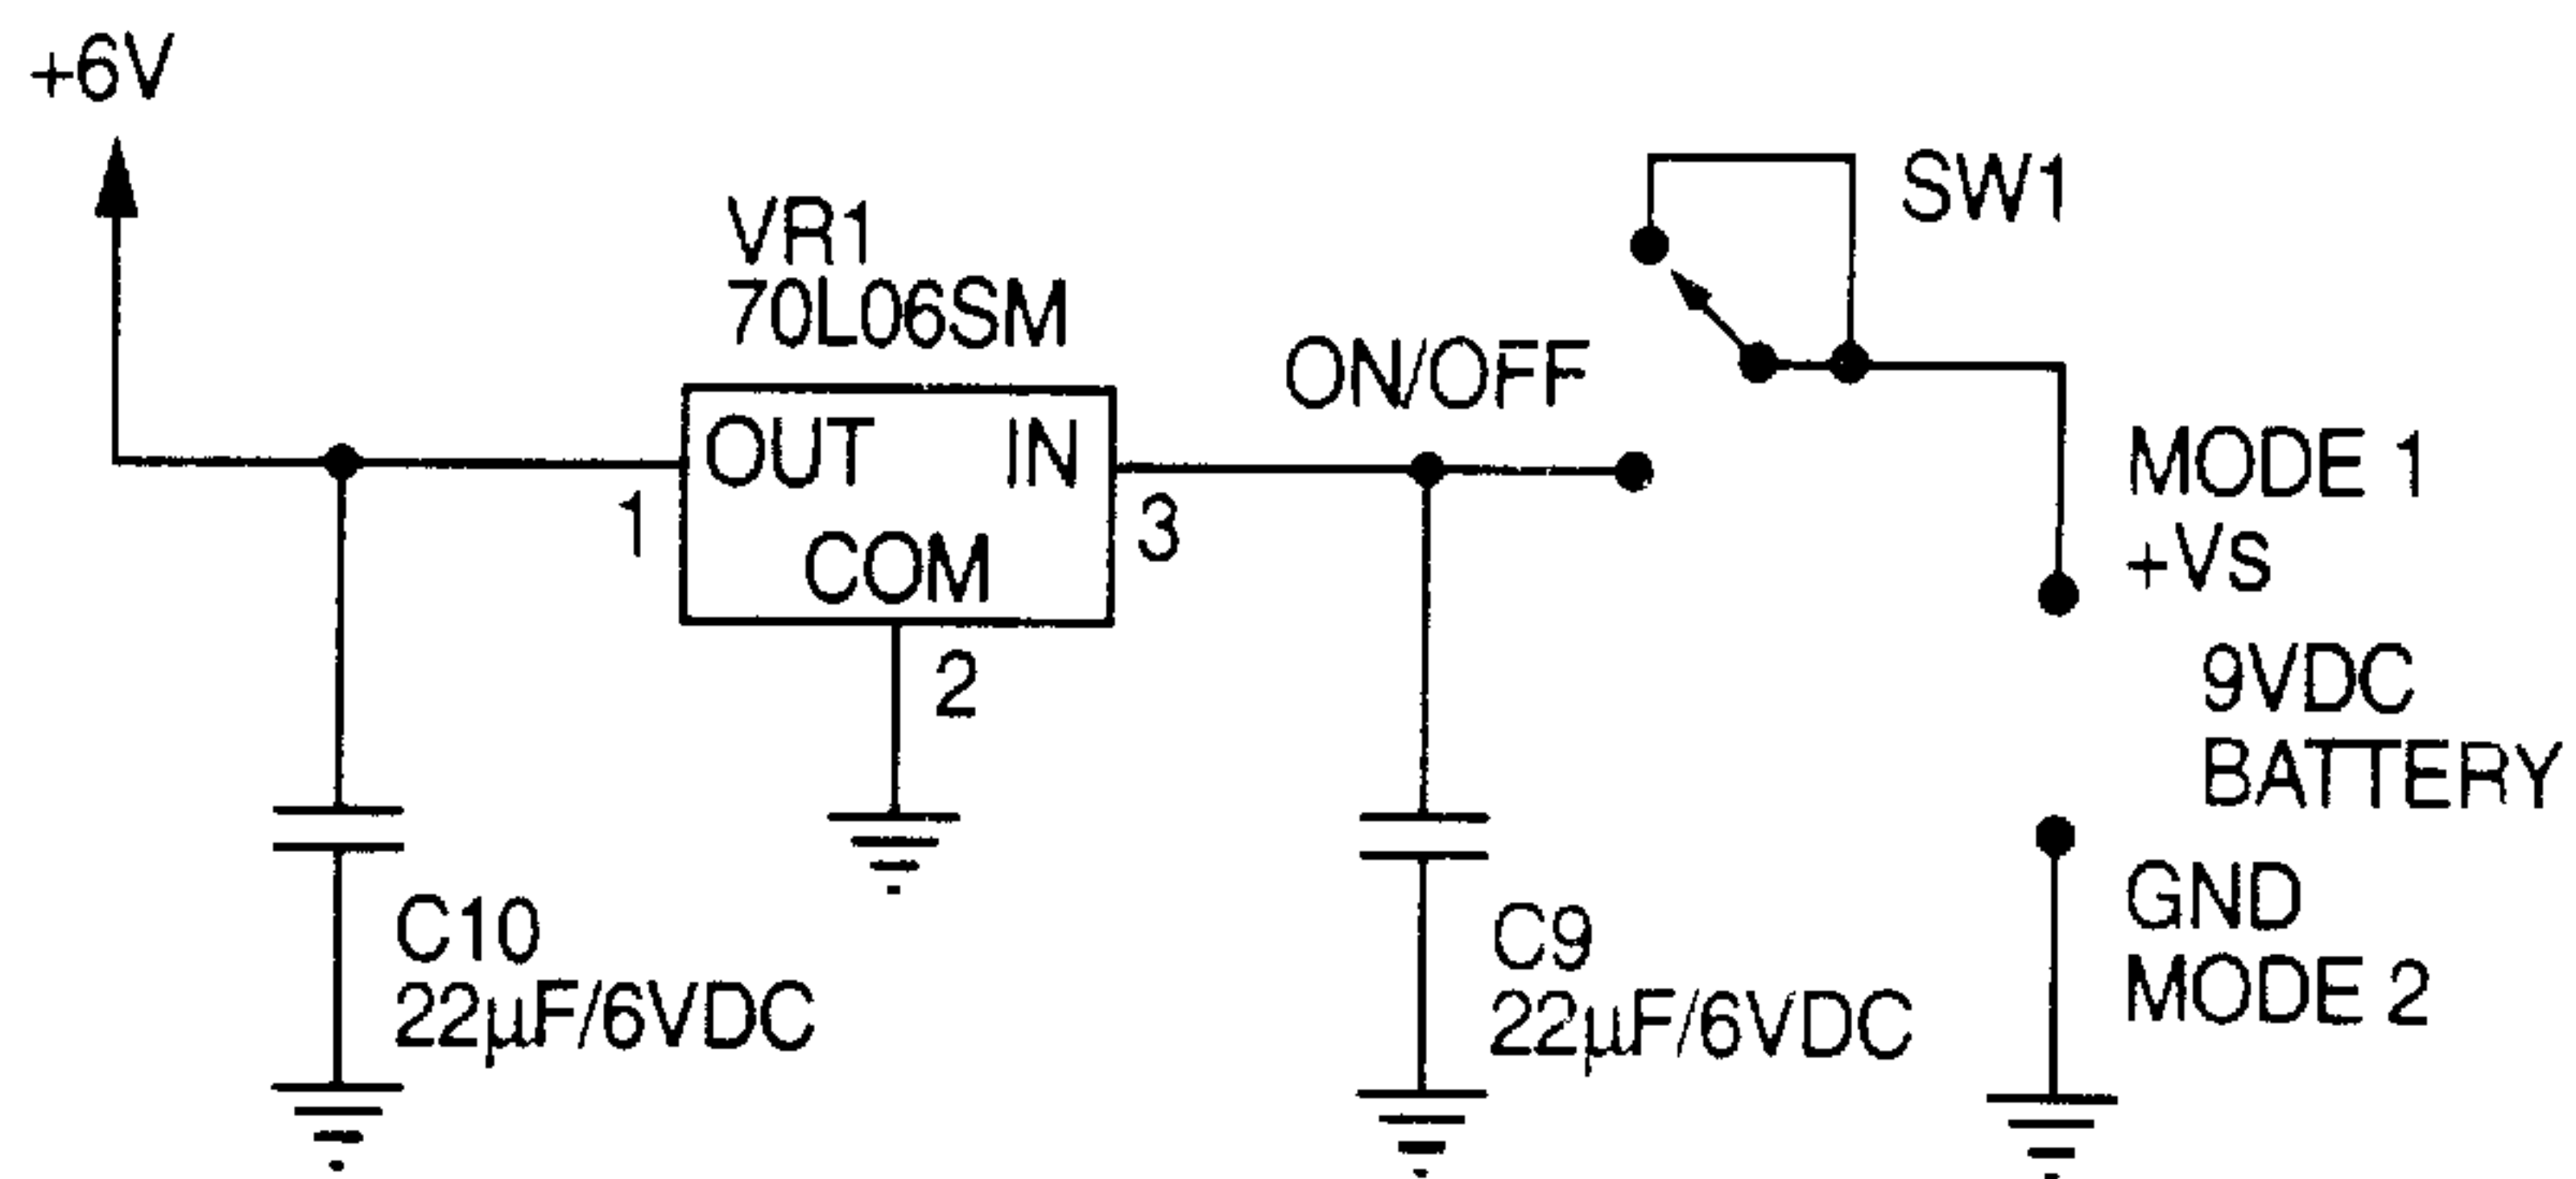 +6V
VR1
70L06SM
OUT IN
COM
1
2
3
ON/OFF
SW1
MODE 1
+Vs
9VDC
BATTERY
GND
MODE 2
C10
22µF/6VDC
C9
22µF/6VDC